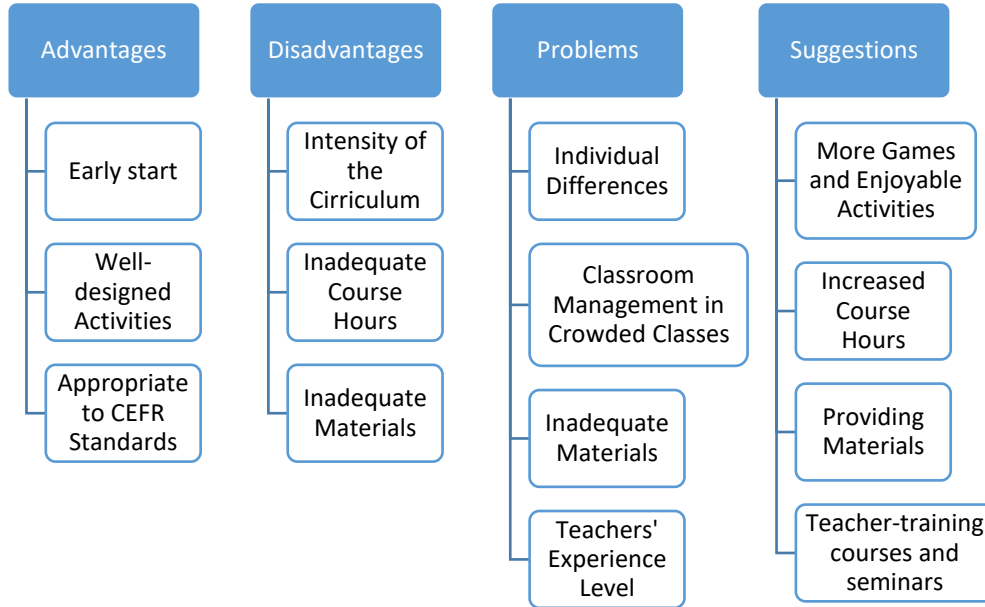 Advantages
Early start
Well-
designed
Activities
Appropriate
to CEFR
Standards
Disadvantages
Intensity of
the
Cirriculum
Inadequate
Course
Hours
Inadequate
Materials
Problems
Individual
Differences
Classroom
Management in
Crowded Classes
Inadequate
Materials
Teachers'
Experience
Level
Suggestions
More Games
and Enjoyable
Activities
Increased
Course
Hours
Providing
Materials
Teacher-training
courses and
seminars